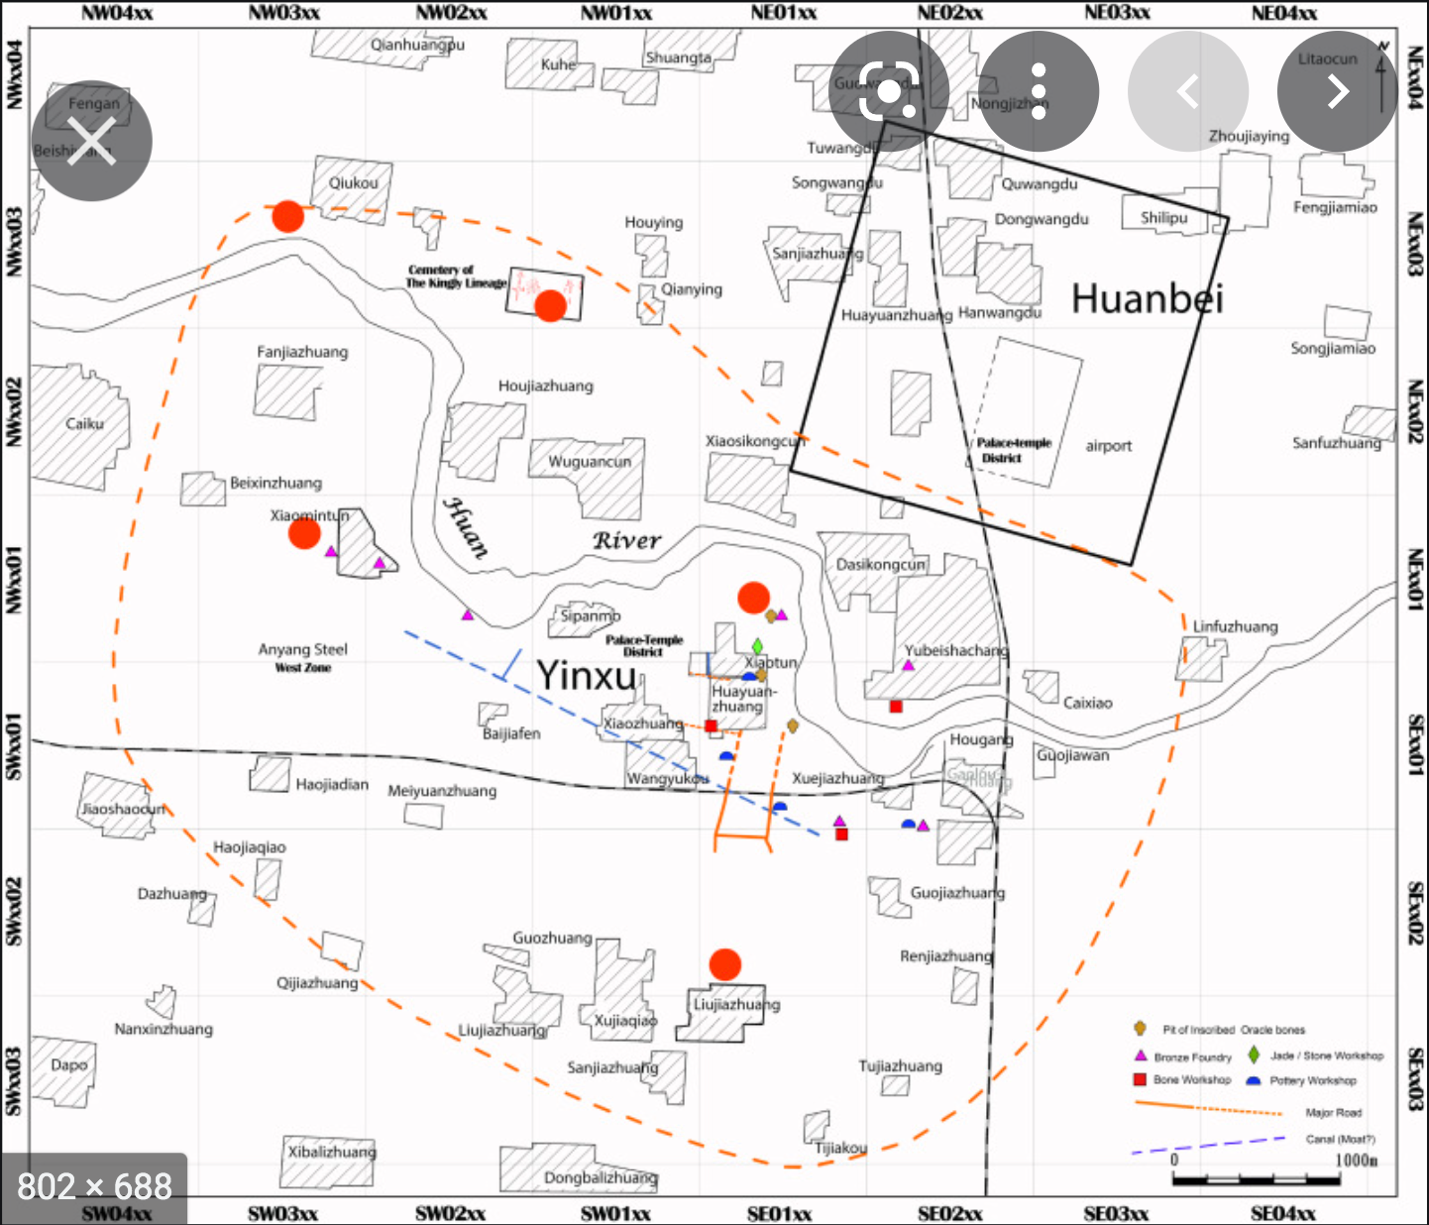 NW04xx NW03xx NW02xx NW01xx NE01xx NE02xx NE03xx NE04xx
NWxx04
NExx04
Qianhuangpu
Kuhe
Shuangta
Litaocun
N
Fengan
Nongjizhan
Tuwangdu
Zhoujiaying
Qiukou
Songwangdu
Quwangdu
Shilipu
Fengjiamiao
NWxx03
NExx03
Houying
Dongwangdu
Sanjiazhuang
Cemetery of
The Kingly Lineage
Qianying
Huanbei
Huayuanzhuang
Hanwangdu
Fanjiazhuang
Songjiamiao
Houjiazhuang
NWxx02
NExx02
Caiku
Wuguancun
Xiaosikongcun
Palace-temple
District
airport
Sanfuzhuang
Beixinzhuang
Xiaomintun
Huan
River
NWxx01
NExx01
Dasikongcun
Sipanmo
Linfuzhuang
Anyang Steel
West Zone
Palace-Temple
District
Yubeishachang
Yinxu
Xiaotun
Huayuan-
zhuang
Caixiao
SWxx01
SExx01
Baijiafen
Xiaozhuang
Hougang
Guojiawan
Haojiadian
Meiyuanzhuang
Wangyukou
Xuejiazhuang
Jiaoshaocun
Haojiaqiao
Dazhuang
Guojiazhuang
SWxx02
SExx02
Guozhuang
Renjiazhuang
Qijiazhuang
Nanxinzhuang
Liujiazhuang
Xujiaqiao
Liujiazhuang
Pit of Inscribed Oracle bones
Bronze Foundry
Jade / Stone Workshop
Bone Workshop
Pottery Workshop
Major Road
Canal (Moat?)
0 1000m
Dapo
Sanjiazhuang
Tujiazhuang
SWxx03
SExx03
Tijiakou
Xibalizhuang
Dongbalizhuang
802 × 688
SW04xx SW03xx SW02xx SW01xx SE01xx SE02xx SE03xx SE04xx